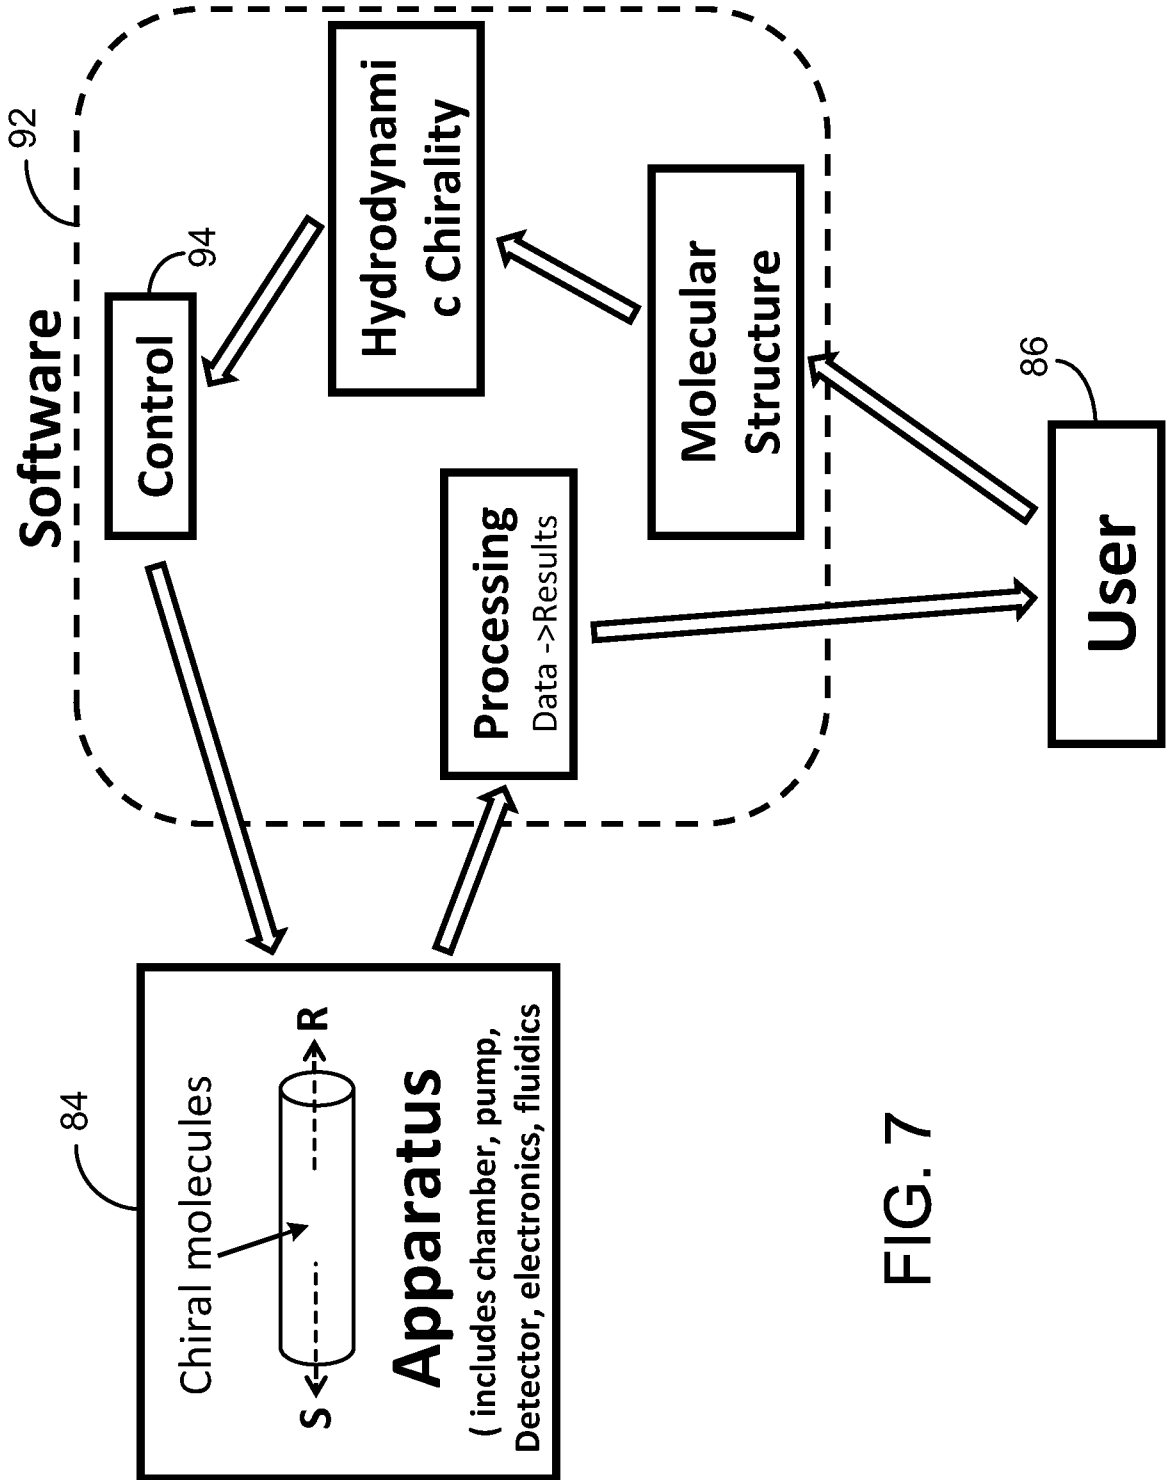 Software
92
Control
94
Hydrodynami
c Chirality
Processing
Data ->Results
Molecular
Structure
User
86
84
Chiral molecules
S
R
Apparatus
( includes chamber, pump,
Detector, electronics, fluidics
FIG. 7